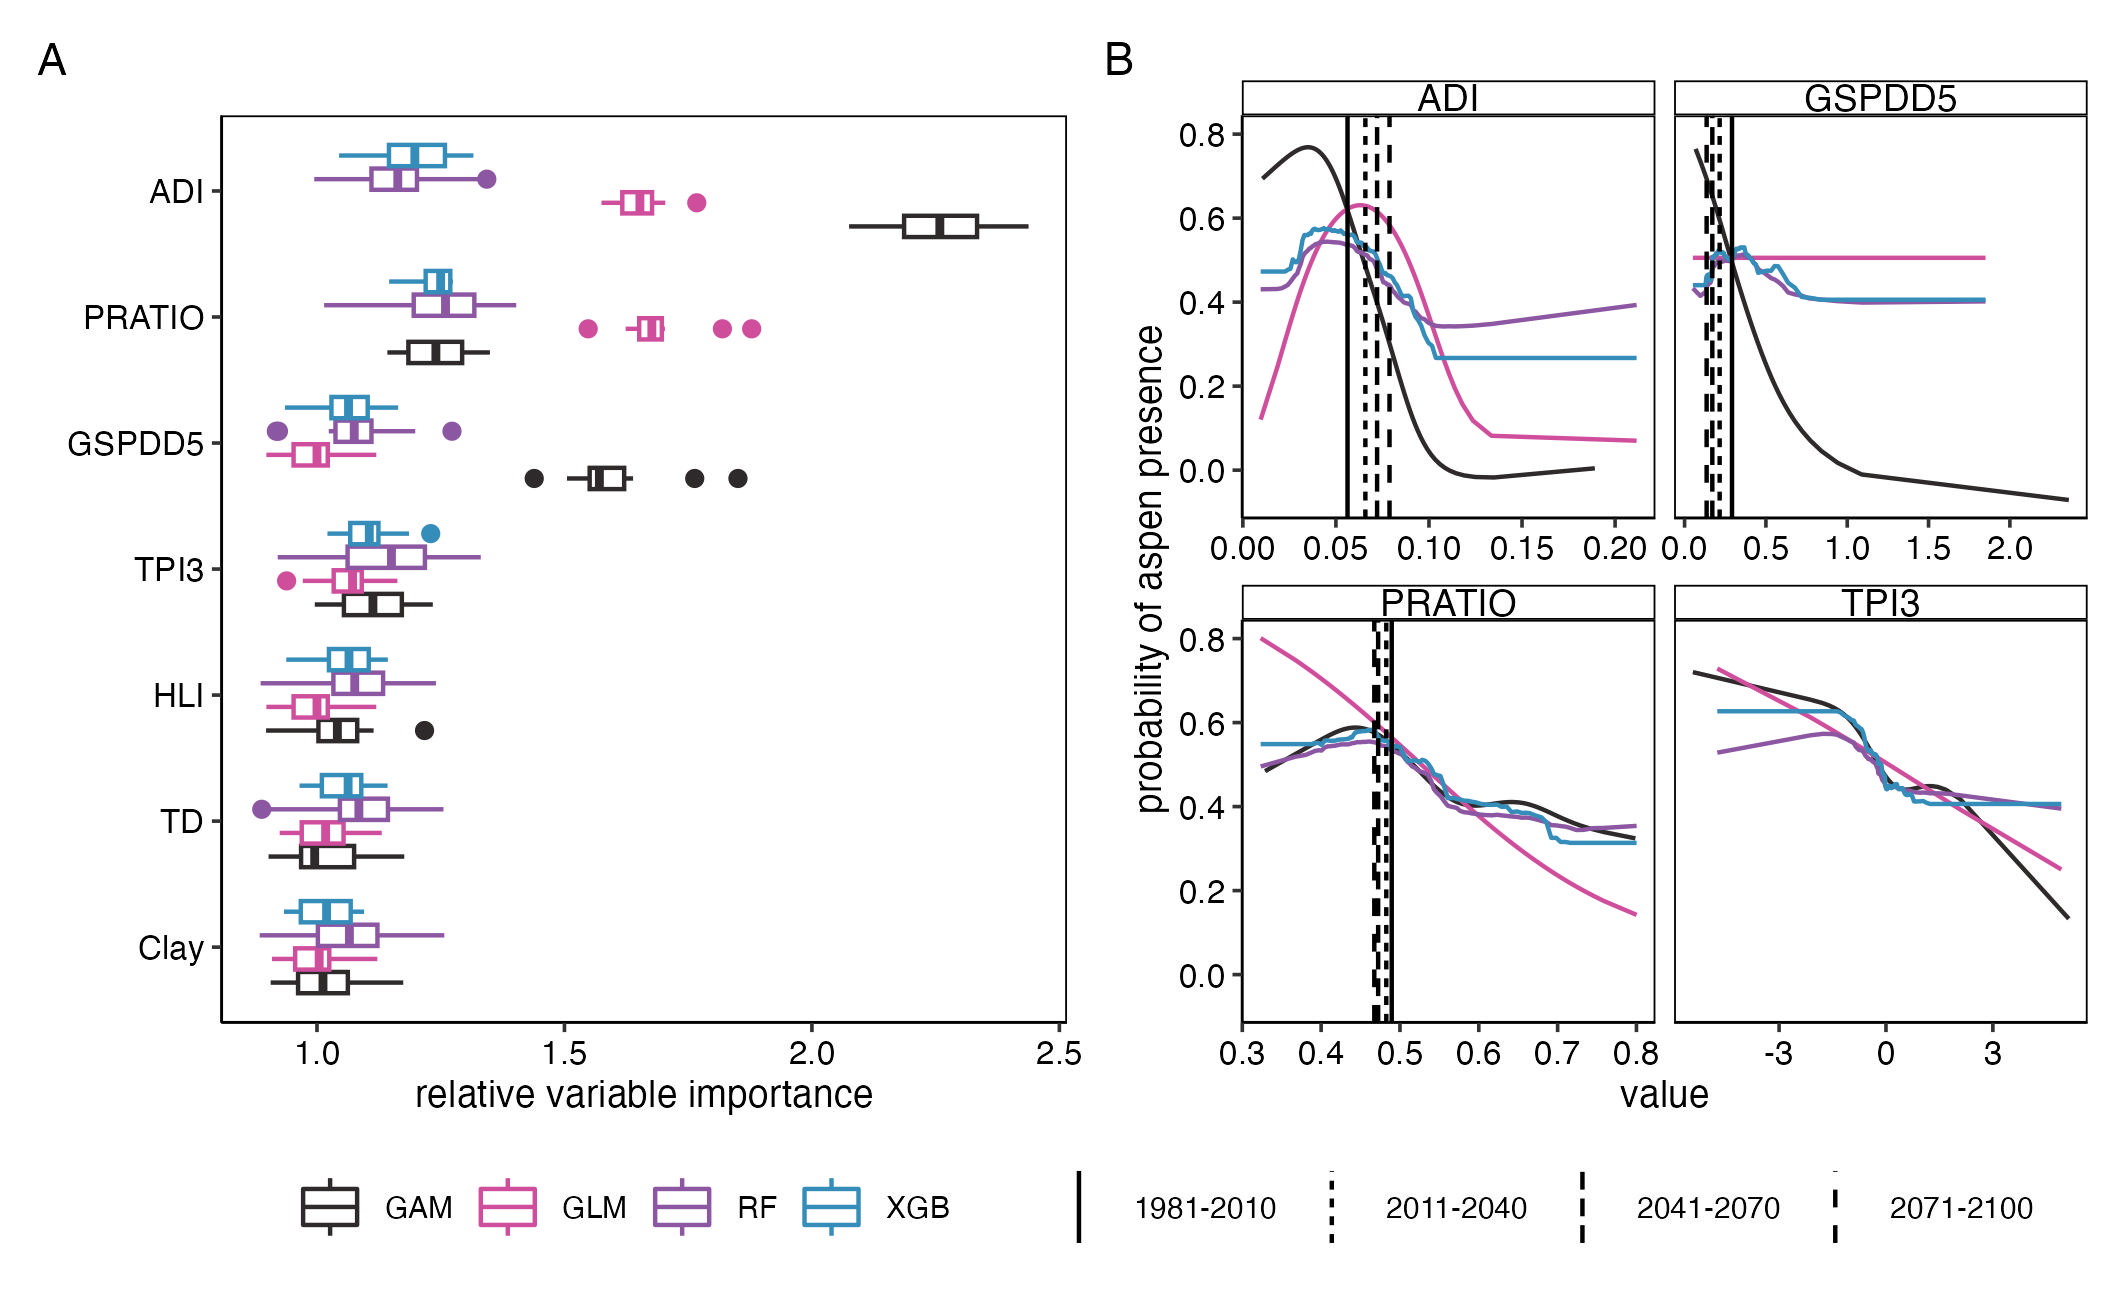 A
ADI
PRATIO
GSPDD5
TPI3
HLI
TD
Clay
1.0 1.5 2.0 2.5
relative variable importance
B
probability of aspen presence
ADI
0.8
0.6
0.4
0.2
0.0
0.00 0.05 0.10 0.15 0.20
GSPDD5
0.0 0.5 1.0 1.5 2.0
PRATIO
0.8
0.6
0.4
0.2
0.0
0.3 0.4 0.5 0.6 0.7 0.8
TPI3
-3 0 3
value
GAM GLM RF XGB
1981-2010 2011-2040 2041-2070 2071-2100